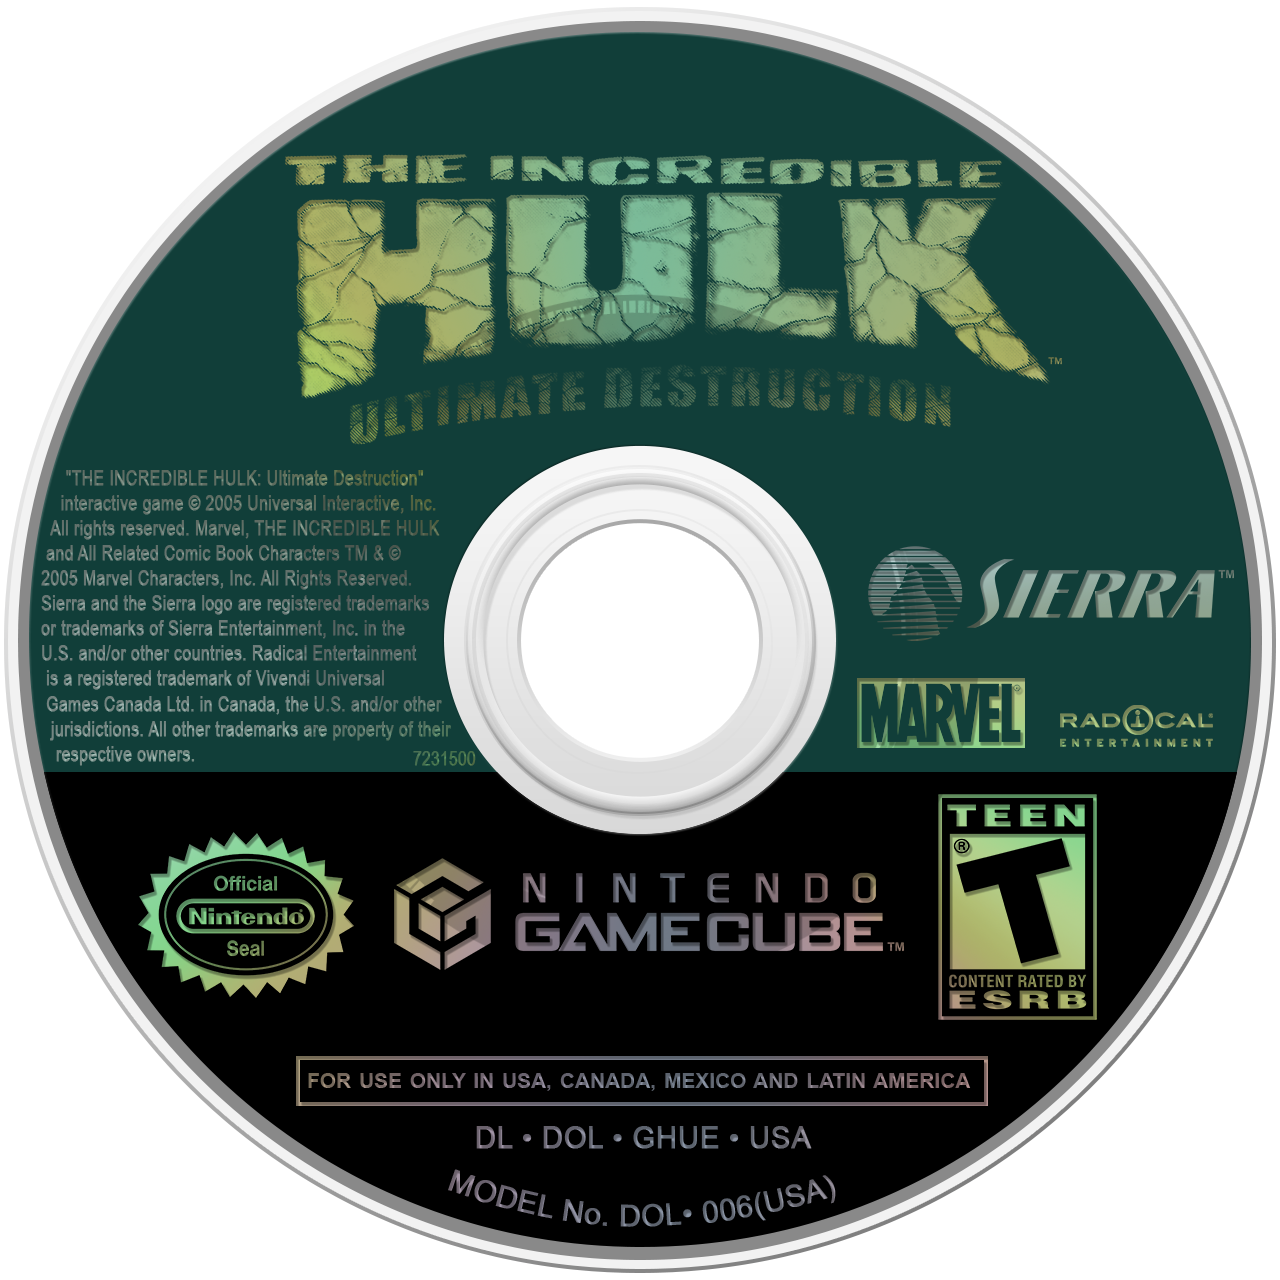 THE INCREDIBLE
HULK™
ULTIMATE DESTRUCTION
"THE INCREDIBLE HULK: Ultimate Destruction"
interactive game © 2005 Universal Interactive, Inc.
All rights reserved. Marvel, THE INCREDIBLE HULK
and All Related Comic Book Characters TM & ©
2005 Marvel Characters, Inc. All Rights Reserved.
Sierra and the Sierra logo are registered trademarks
or trademarks of Sierra Entertainment, Inc. in the
U.S. and/or other countries. Radical Entertainment
is a registered trademark of Vivendi Universal
Games Canada Ltd. in Canada, the U.S. and/or other
jurisdictions. All other trademarks are property of their
respective owners.
7231500
SIERRA™
MARVEL®
RADICAL
ENTERTAINMENT
Official
Nintendo®
Seal
NINTENDO
GAMECUBE™
TEEN
®
T
CONTENT RATED BY
ESRB
FOR USE ONLY IN USA, CANADA, MEXICO AND LATIN AMERICA
DL • DOL • GHUE • USA
MODEL No. DOL• 006(USA)